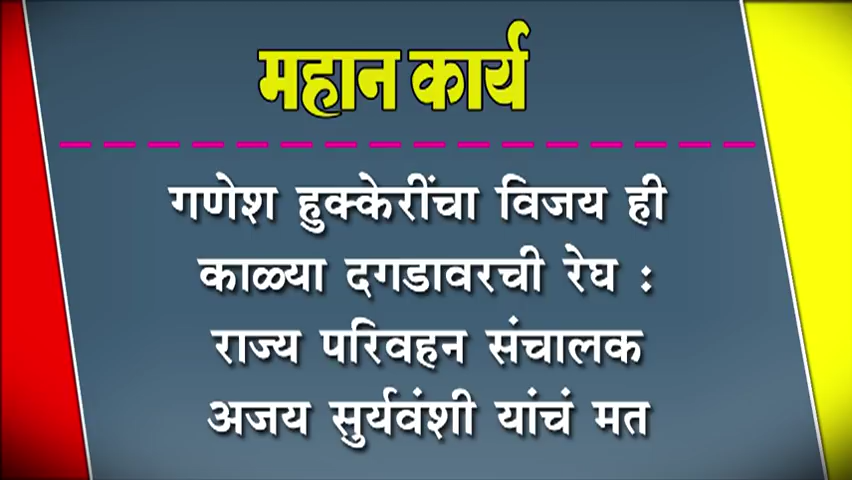 महान कार्य
गणेश हुक्केरींचा विजय ही
काळ्या दगडावरची रेघ :
राज्य परिवहन संचालक
अजय सुर्यवंशी यांचं मत